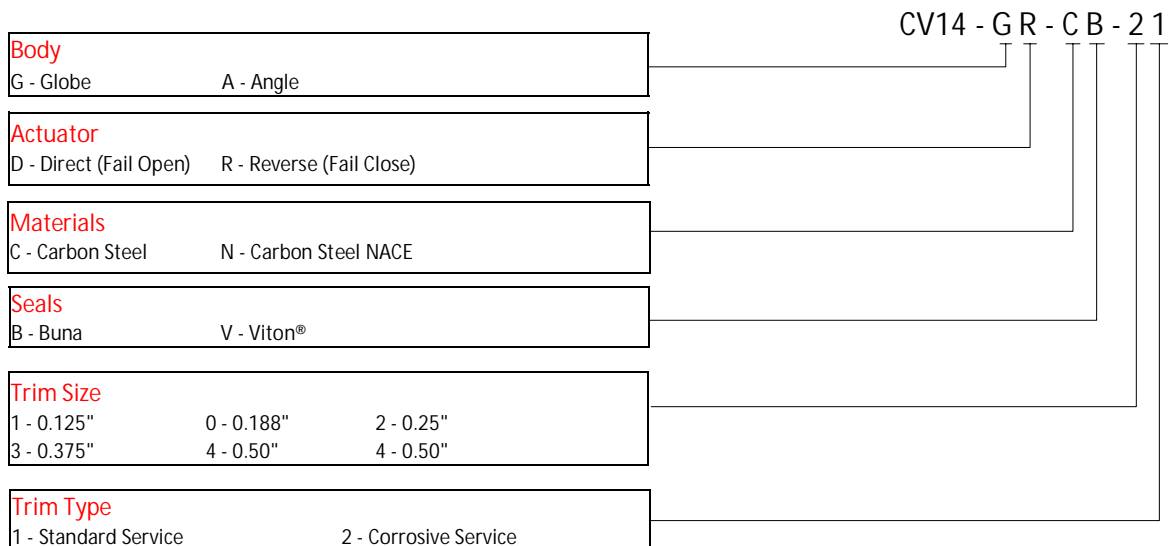 CV14 - G R - C B - 2 1
Body
G - Globe A - Angle
Actuator
D - Direct (Fail Open) R - Reverse (Fail Close)
Materials
C - Carbon Steel N - Carbon Steel NACE
Seals
B - Buna V - Viton®
Trim Size
1 - 0.125" 0 - 0.188" 2 - 0.25"
3 - 0.375" 4 - 0.50" 4 - 0.50"
Trim Type
1 - Standard Service 2 - Corrosive Service